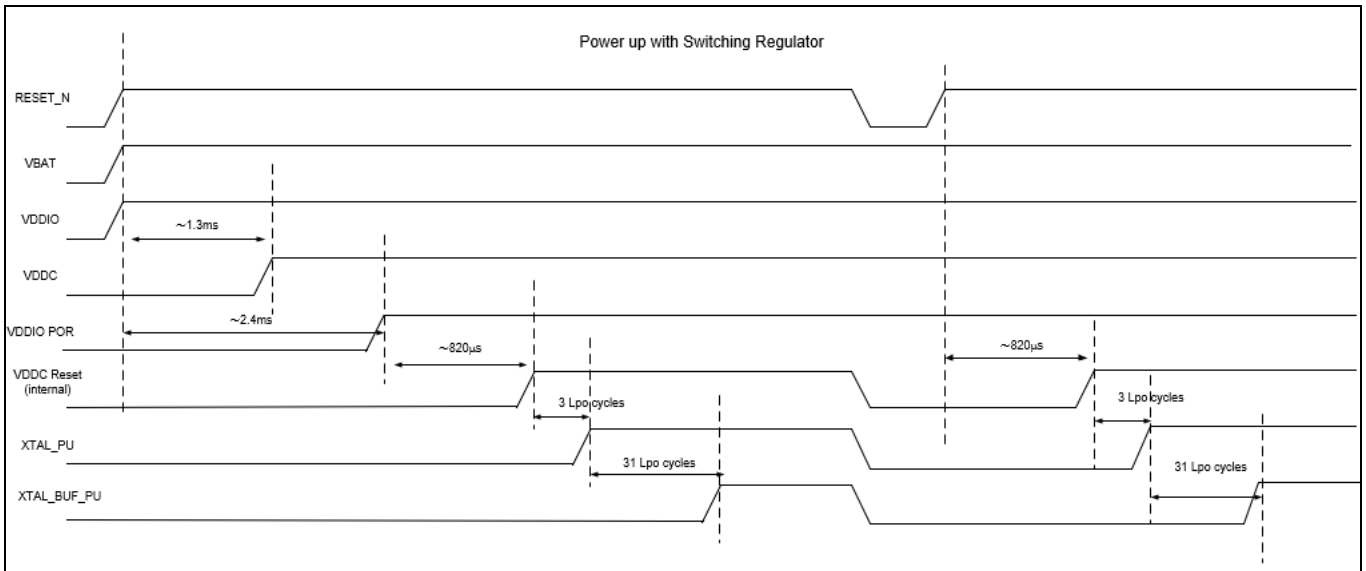 Power up with Switching Regulator
RESET_N
VBAT
VDDIO
~1.3ms
VDDC
~2.4ms
VDDIO POR
~820µs
~820µs
VDDC Reset
(internal)
3 Lpo cycles
3 Lpo cycles
XTAL_PU
31 Lpo cycles
31 Lpo cycles
XTAL_BUF_PU